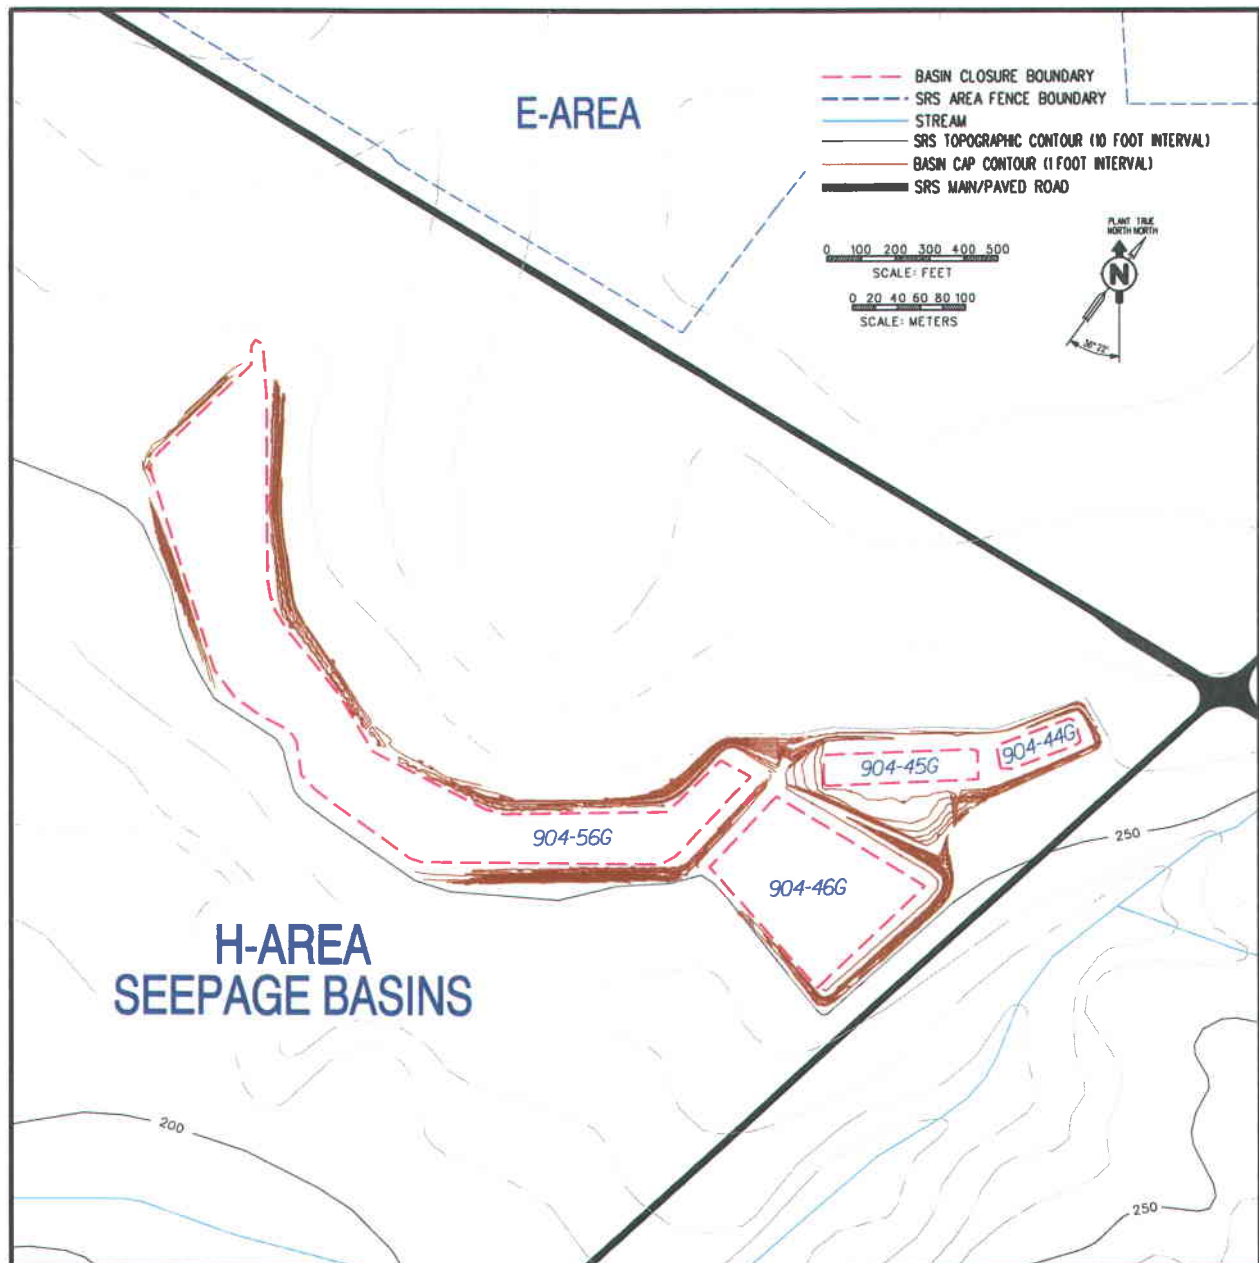 E-AREA
BASIN CLOSURE BOUNDARY
SRS AREA FENCE BOUNDARY
STREAM
SRS TOPOGRAPHIC CONTOUR (10 FOOT INTERVAL)
BASIN CAP CONTOUR (1 FOOT INTERVAL)
SRS MAIN/PAVED ROAD
PLANT TRUE
NORTH NORTH
N
36° 22'
0 100 200 300 400 500
SCALE: FEET
0 20 40 60 80 100
SCALE: METERS
904-44G
904-45G
904-56G
250
904-46G
H-AREA
SEEPAGE BASINS
200
250